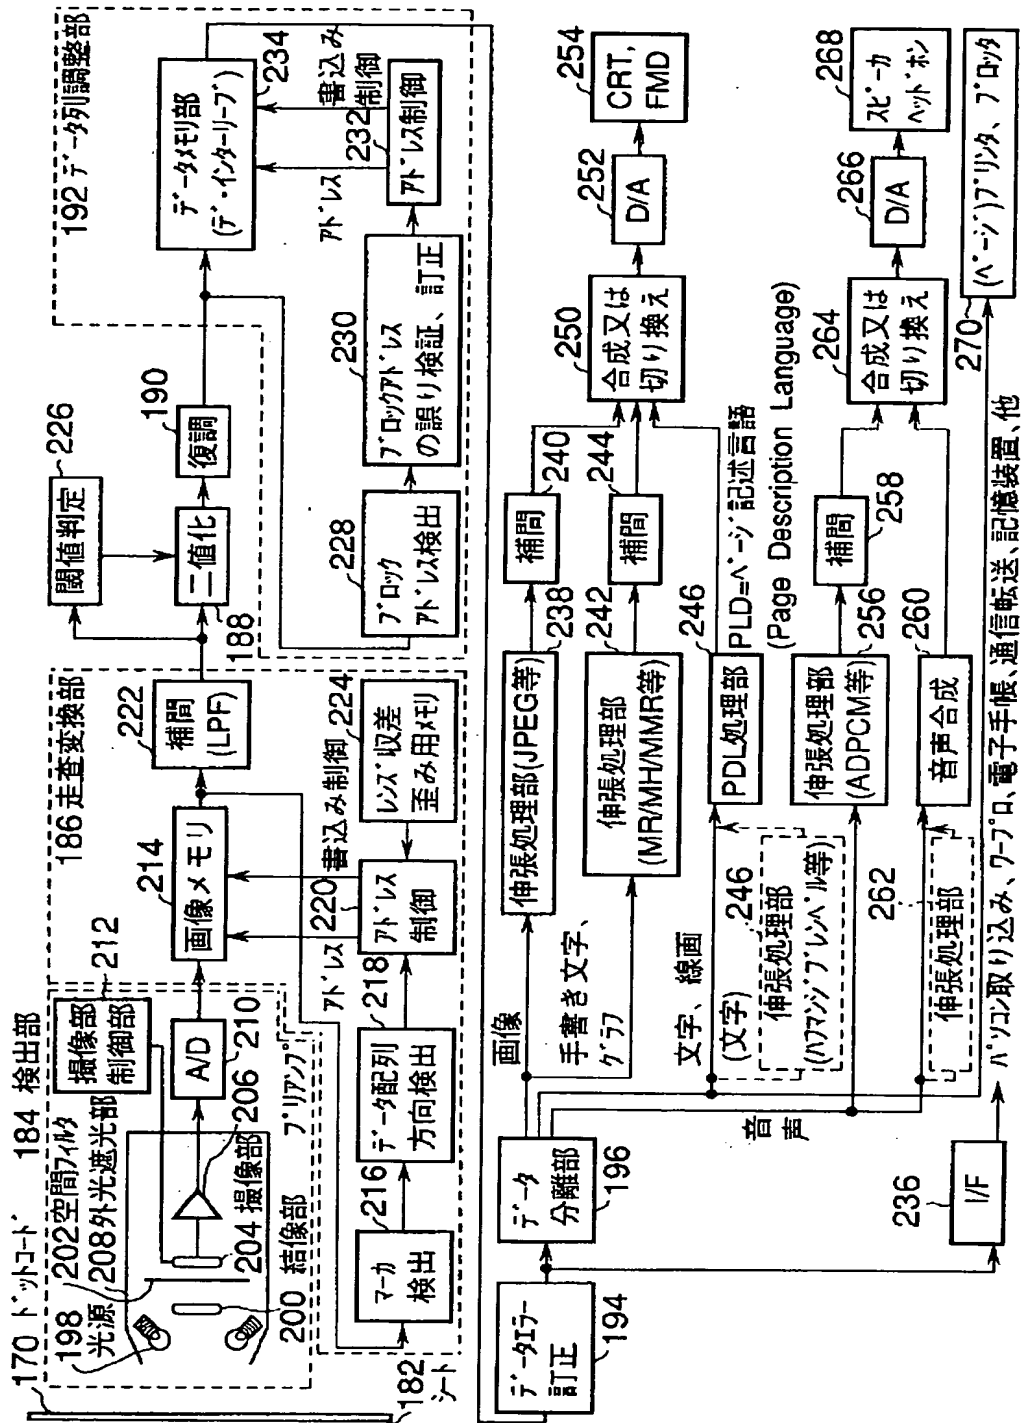 170 ドットコード
184 検出部
198 光源
202 空間フィルタ
208 外光遮光部
204 撮像部
200 結像部
206
プリアンプ
210
A/D
212
撮像部
制御部
182
シート
186 走査変換部
214
画像メモリ
222
補間
(LPF)
アドレス
書込み制御
220
アドレス
制御
224
レンズ収差
歪み用メモリ
218
データ配列
方向検出
216
マーカ
検出
226
閾値判定
188
二値化
190
復調
192 データ列調整部
データメモリ部
(デ・インターリーブ)
234
アドレス
書込み
制御
232
アドレス制御
230
ブロックアドレス
の誤り検証、訂正
228
ブロック
アドレス検出
データエラー
訂正
194
データ
分離部
196
236
I/F
画像
伸張処理部(JPEG等)
238
補間
240
手書き文字、
グラフ
伸張処理部
(MR/MH/MMR等)
242
補間
244
文字、線画
(文字)
PDL処理部
246
PLD=ページ記述言語
(Page Description Language)
伸張処理部
(ハマンジブレンペル等)
246
250
合成又は
切り換え
252
D/A
254
CRT,
FMD
音声
伸張処理部
(ADPCM等)
256
補間
258
260
音声合成
262
伸張処理部
264
合成又は
切り換え
266
D/A
268
スピーカ
ヘッドホン
270
(ページ)プリンタ、プロッタ
パソコン取り込み、ワープロ、電子手帳、通信転送、記憶装置、他